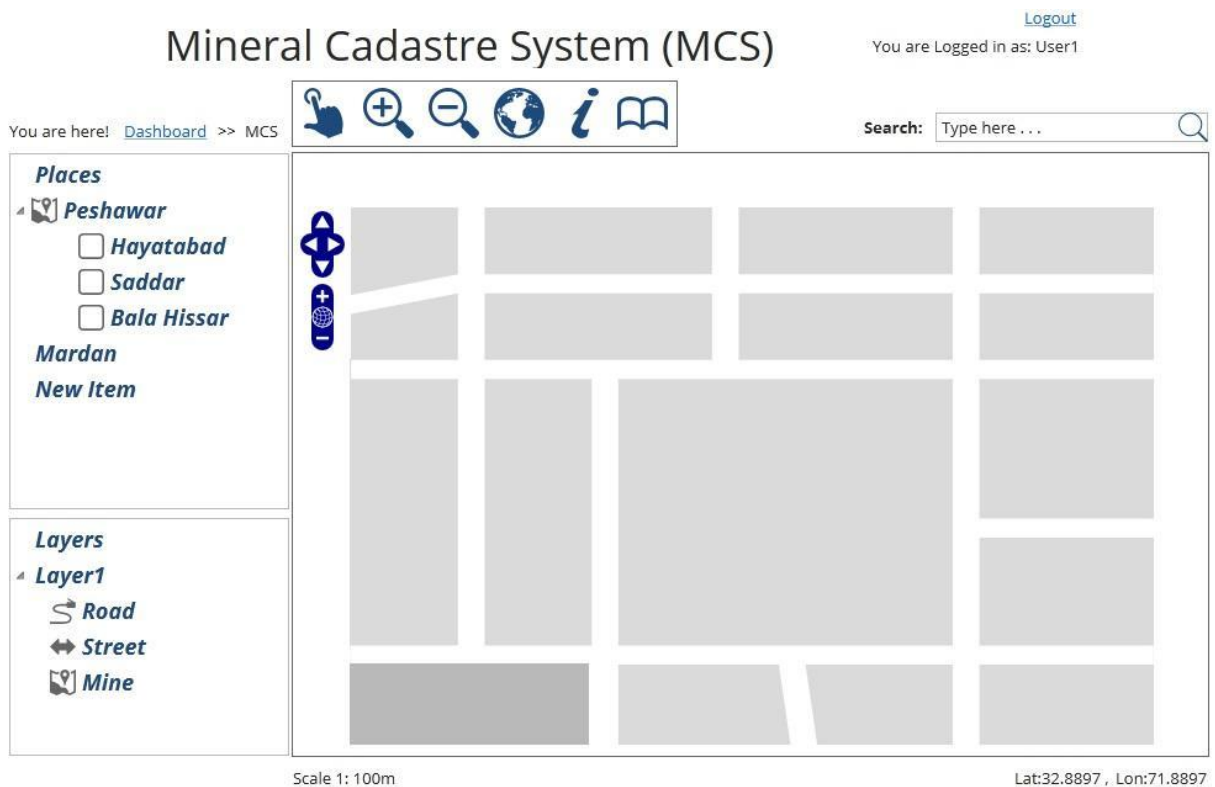 Logout
Mineral Cadastre System (MCS)
You are Logged in as: User1
You are here! Dashboard >> MCS
Search: Type here . . .
Places
Peshawar
Hayatabad
Saddar
Bala Hissar
Mardan
New Item
Layers
Layer1
Road
Street
Mine
Scale 1: 100m
Lat:32.8897 , Lon:71.8897